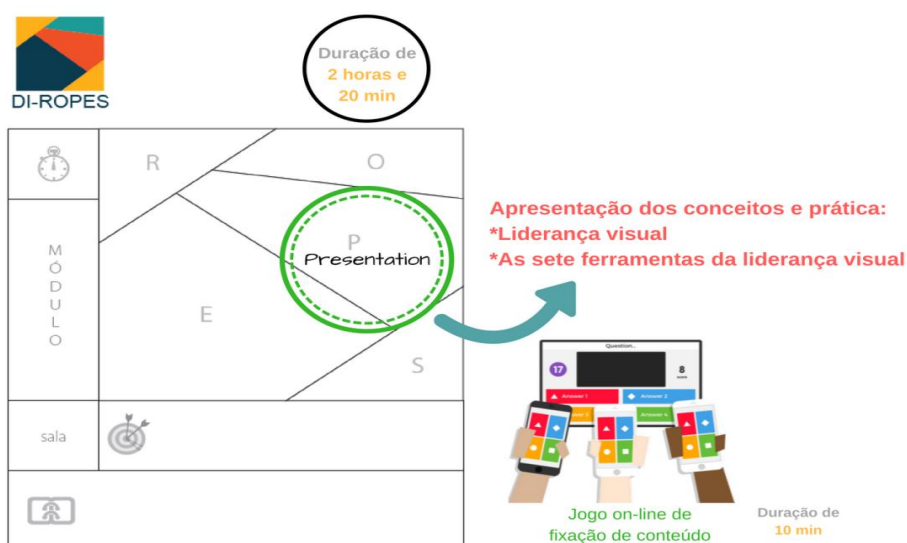 DI-ROPES
Duração de
2 horas e
20 min
R
O
P
Presentation
E
S
MÓDULO
sala
Apresentação dos conceitos e prática:
*Liderança visual
*As sete ferramentas da liderança visual
Question..
17
8
Answer 1
Answer 2
Answer 4
Jogo on-line de
fixação de conteúdo
Duração de
10 min